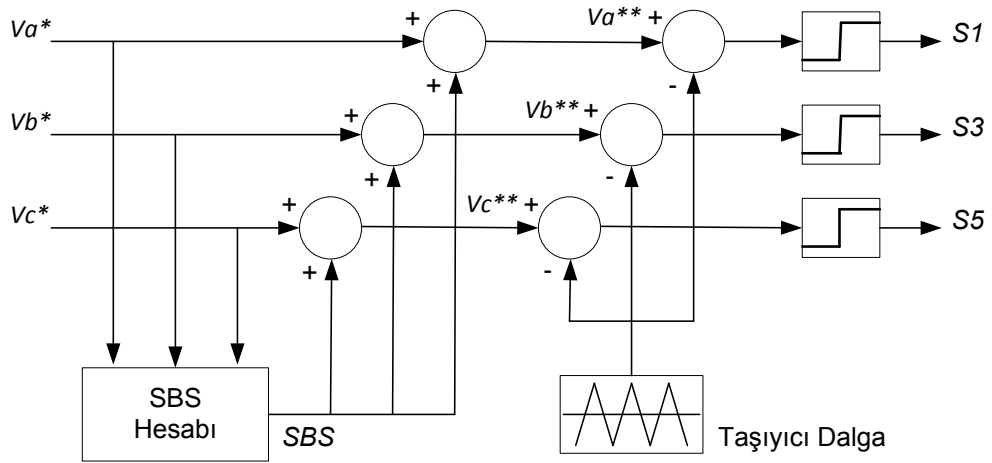 Va*
+
+
Va**
+
-
S1
Vb*
+
+
Vb**
+
-
S3
Vc*
+
+
Vc**
+
-
S5
SBS
Hesabı
SBS
Taşıyıcı Dalga